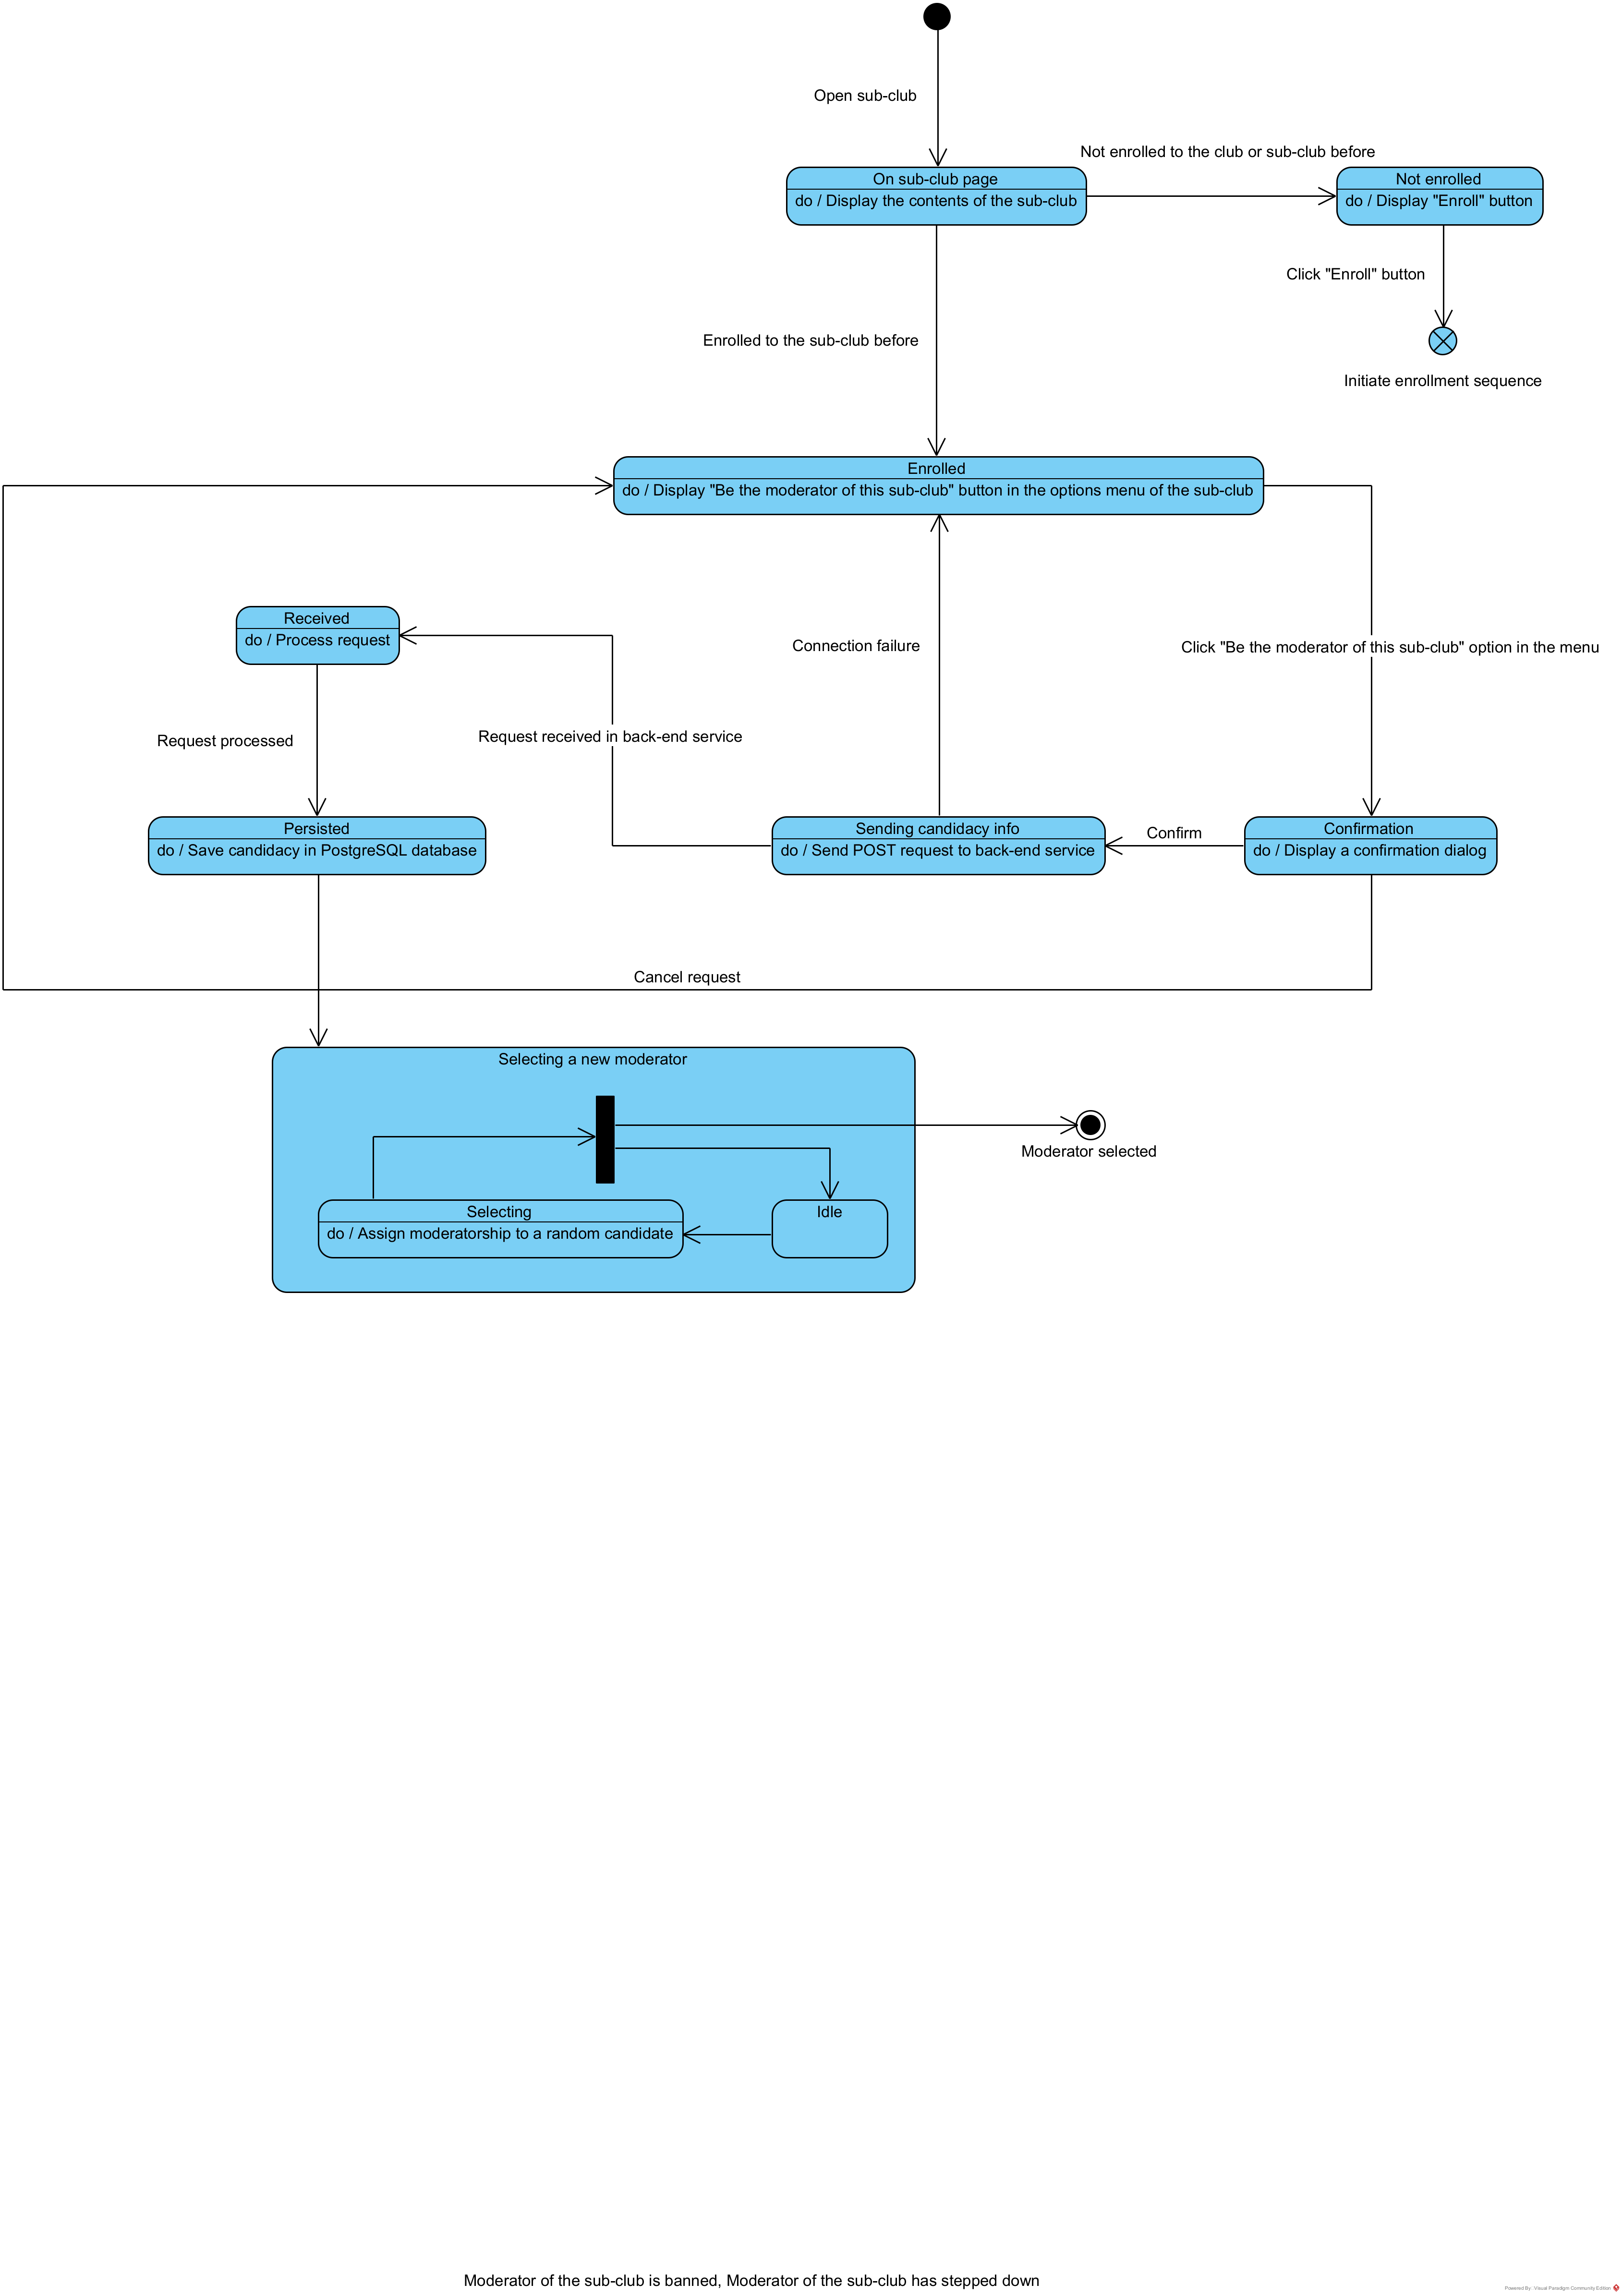 Open sub-club
Not enrolled to the club or sub-club before
On sub-club page
do / Display the contents of the sub-club
Not enrolled
do / Display "Enroll" button
Click "Enroll" button
Enrolled to the sub-club before
Initiate enrollment sequence
Enrolled
do / Display "Be the moderator of this sub-club" button in the options menu of the sub-club
Received
do / Process request
Connection failure
Click "Be the moderator of this sub-club" option in the menu
Request processed
Request received in back-end service
Persisted
do / Save candidacy in PostgreSQL database
Sending candidacy info
do / Send POST request to back-end service
Confirm
Confirmation
do / Display a confirmation dialog
Cancel request
Selecting a new moderator
Moderator selected
Selecting
do / Assign moderatorship to a random candidate
Idle
Moderator of the sub-club is banned, Moderator of the sub-club has stepped down
Powered By: Visual Paradigm Community Edition